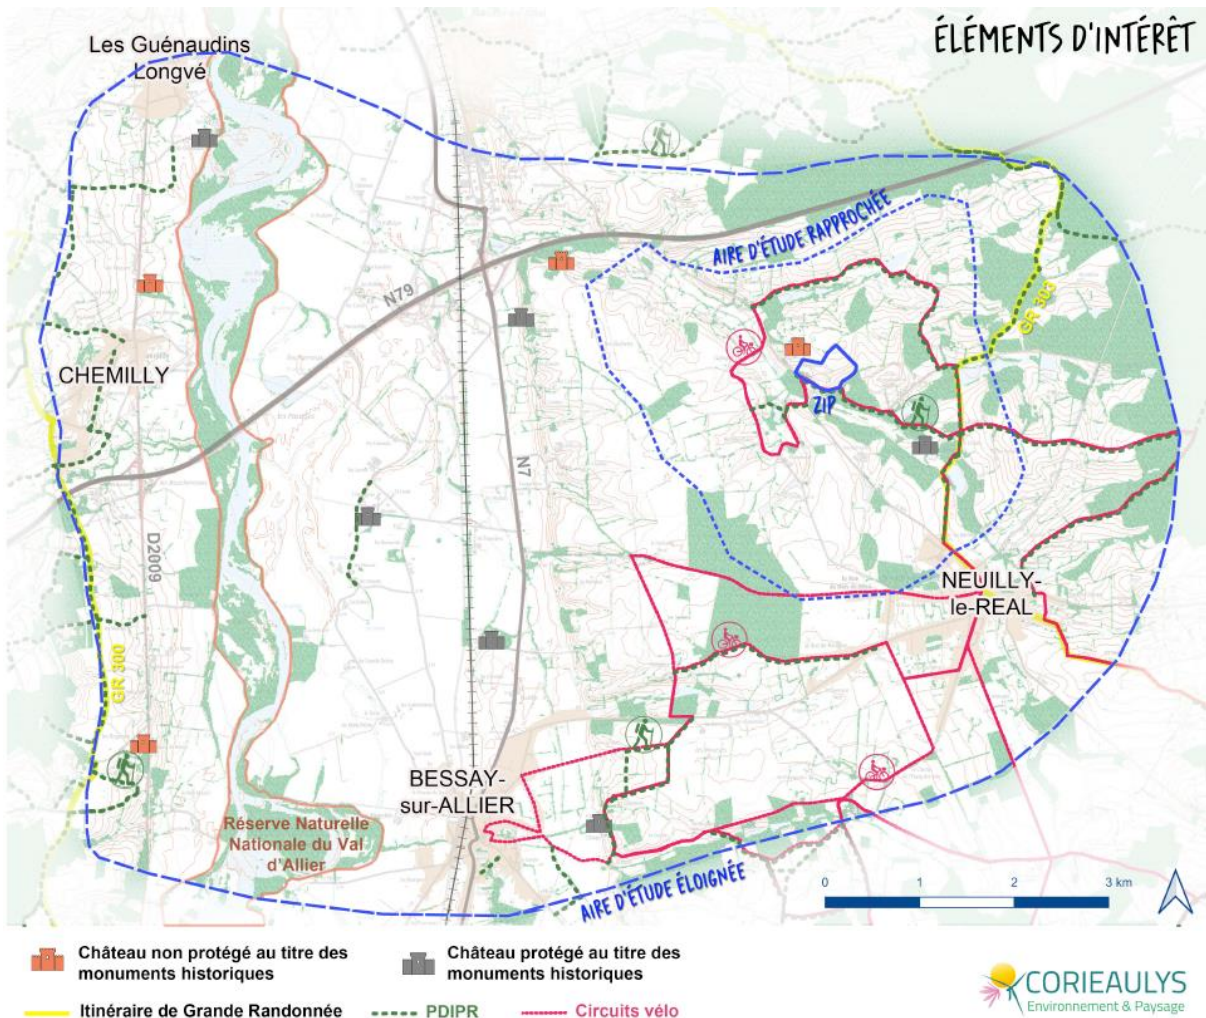 ÉLÉMENTS D'INTÉRÊT
Les Guénaudins
Longvé
AIRE D'ÉTUDE RAPPROCHÉE
N79
GR 303
CHEMILLY
ZIP
N7
D2009
NEUILLY-
le-REAL
GR 300
BESSAY-
sur-ALLIER
Réserve Naturelle
Nationale du Val
d'Allier
AIRE D'ÉTUDE ÉLOIGNÉE
0 1 2 3 km
Château non protégé au titre des
monuments historiques
Château protégé au titre des
monuments historiques
Itinéraire de Grande Randonnée
PDIPR
Circuits vélo
CORIEAULYS
Environnement & Paysage